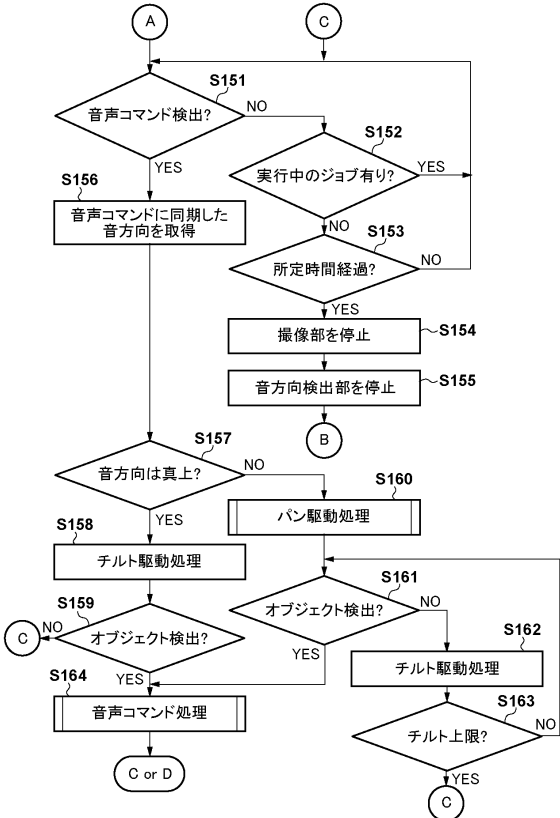 A
C
S151
音声コマンド検出?
NO
YES
S152
実行中のジョブ有り?
YES
NO
S156
音声コマンドに同期した
音方向を取得
S153
所定時間経過?
NO
YES
撮像部を停止
S154
音方向検出部を停止
S155
B
S157
音方向は真上?
NO
YES
S160
パン駆動処理
S158
チルト駆動処理
S161
オブジェクト検出?
NO
YES
S159
オブジェクト検出?
NO
C
YES
S162
チルト駆動処理
S164
音声コマンド処理
S163
チルト上限?
NO
YES
C or D
C